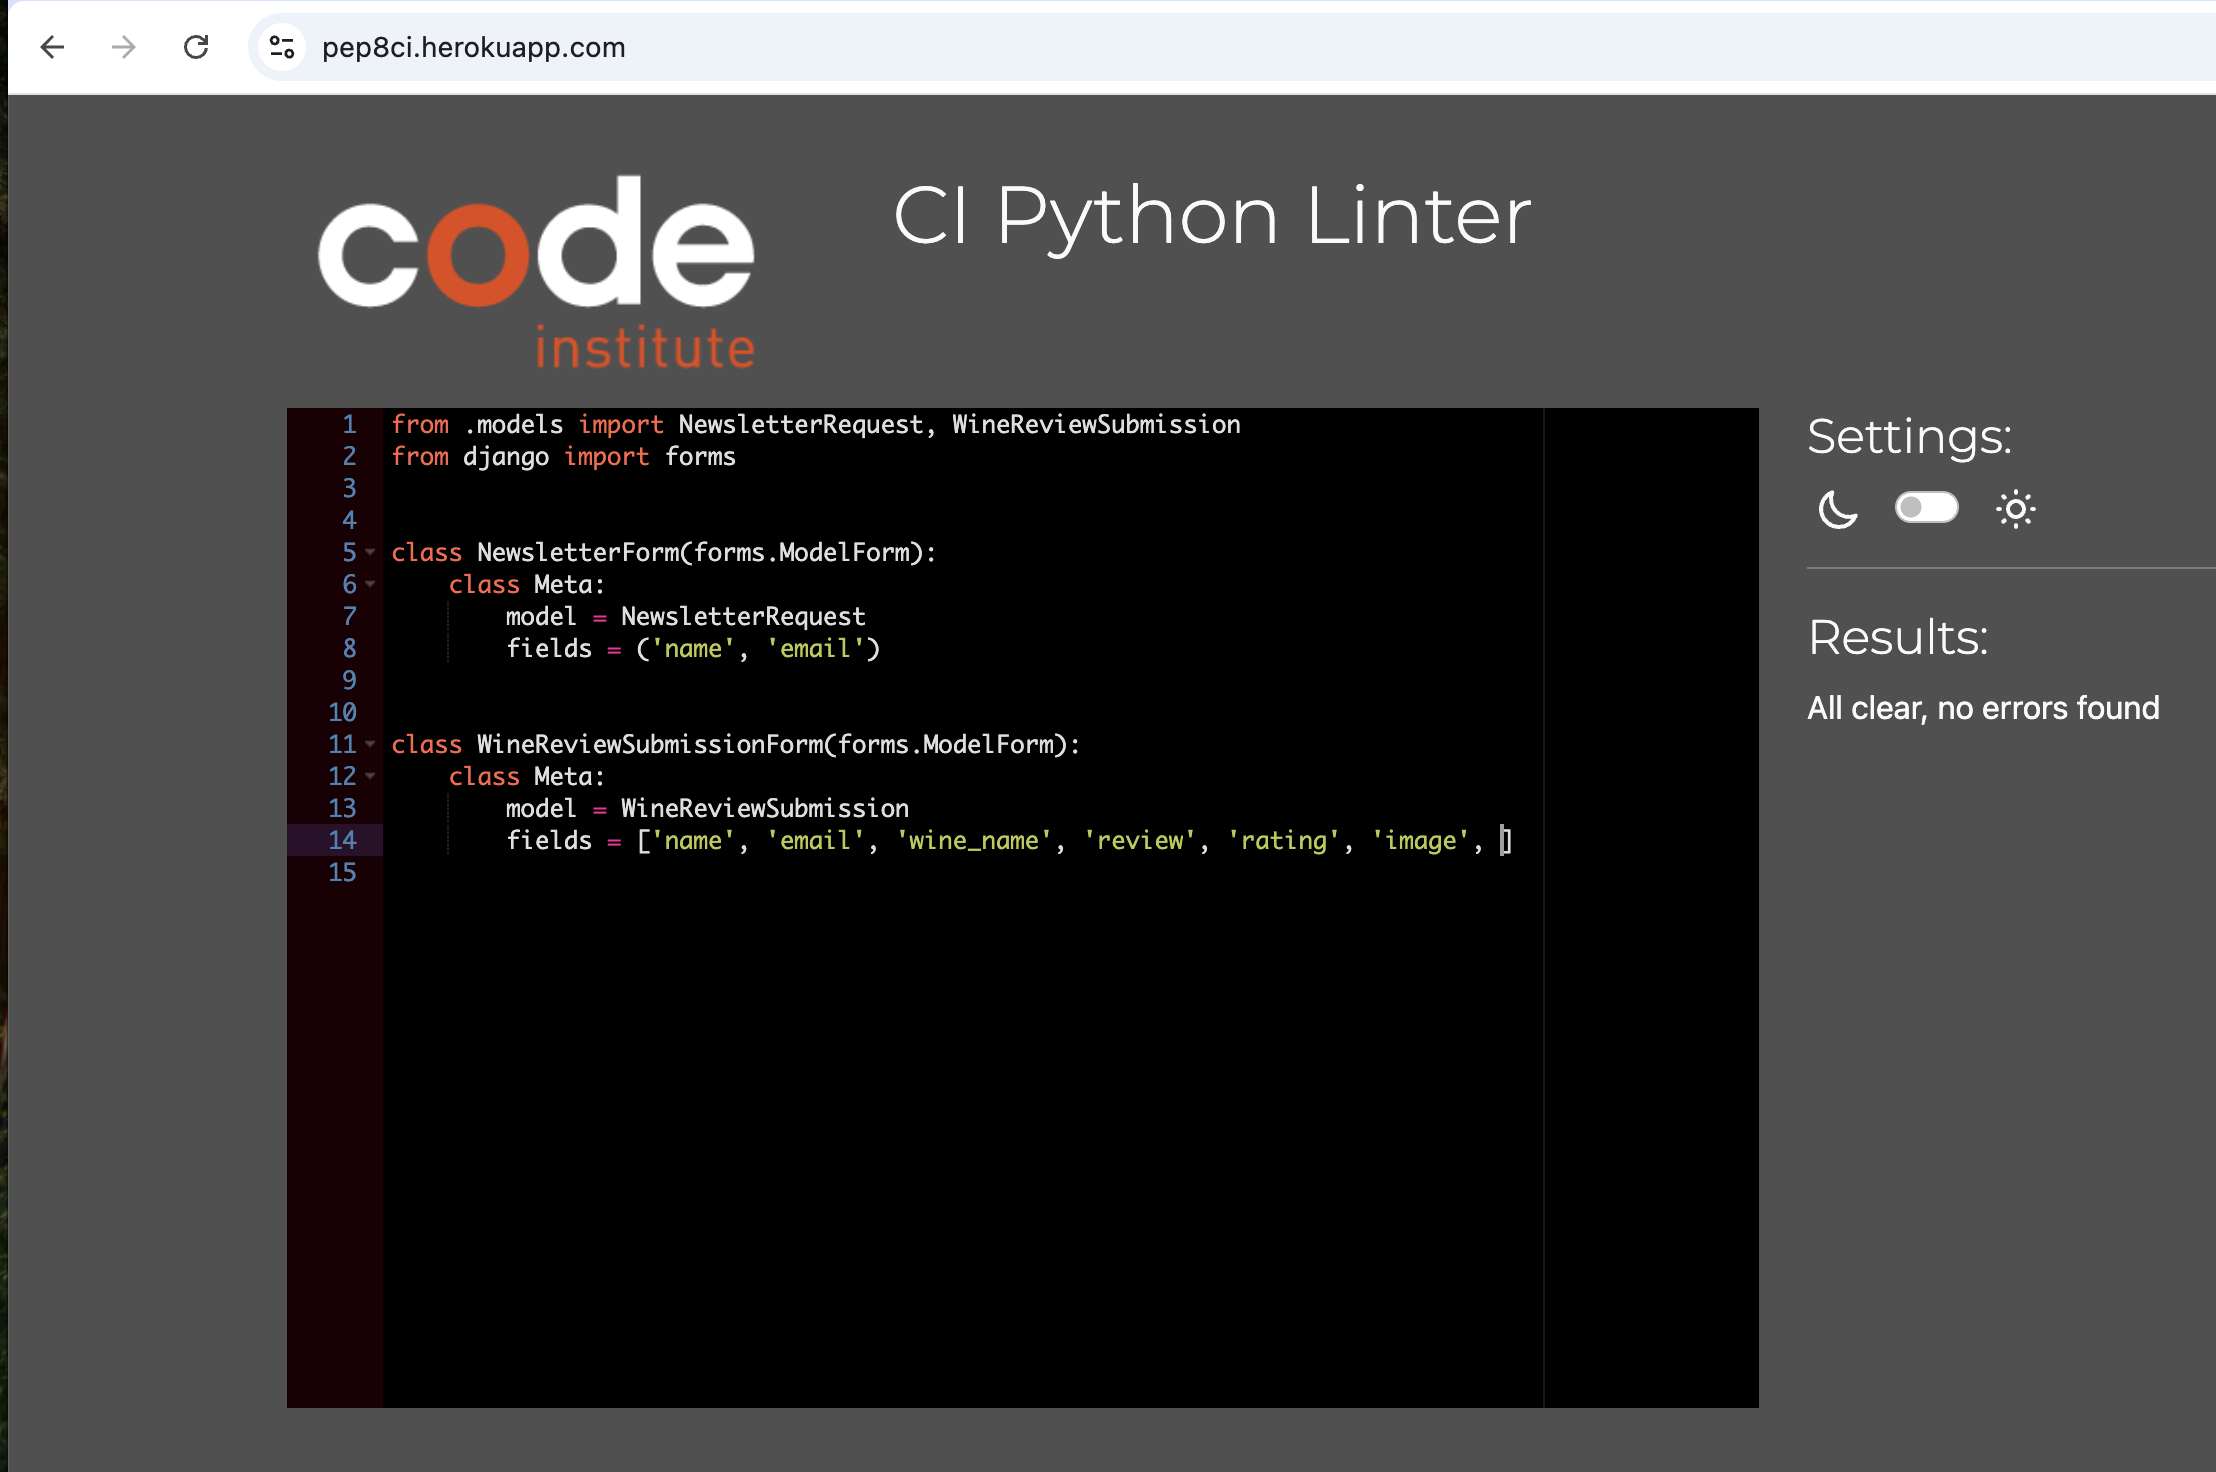 pep8ci.herokuapp.com
code
institute
CI Python Linter
1 from .models import NewsletterRequest, WineReviewSubmission
2 from django import forms
3
4
5 class NewsletterForm(forms.ModelForm):
6     class Meta:
7         model = NewsletterRequest
8         fields = ('name', 'email')
9
10
11 class WineReviewSubmissionForm(forms.ModelForm):
12     class Meta:
13         model = WineReviewSubmission
14         fields = ['name', 'email', 'wine_name', 'review', 'rating', 'image', ]
15
Settings:
Results:
All clear, no errors found